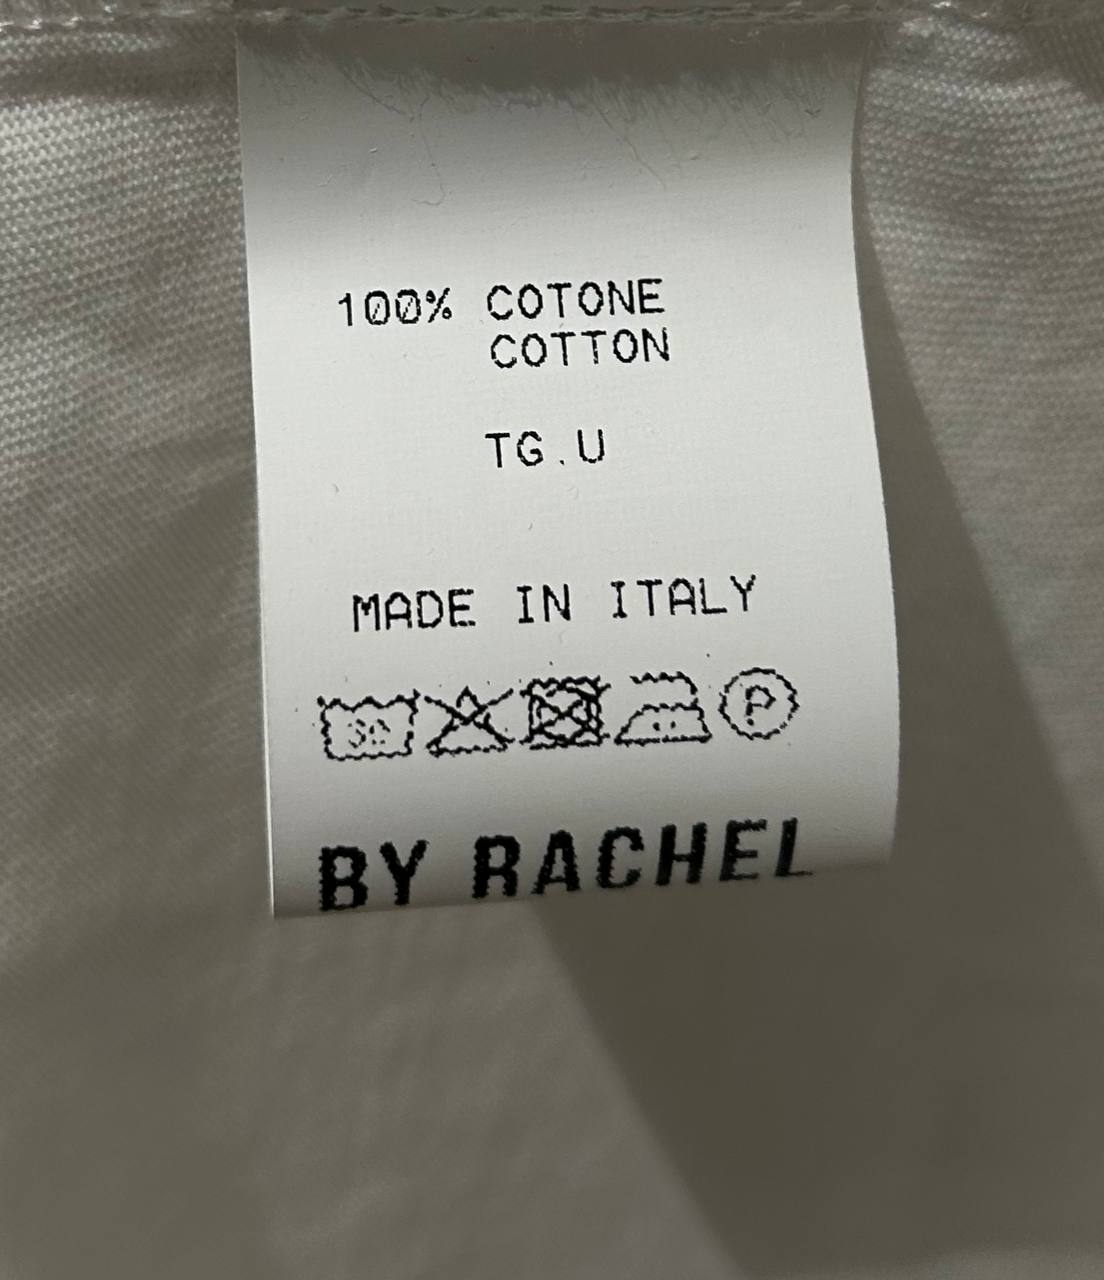 100% COTONE
COTTON
TG.U
MADE IN ITALY
30 P
BY RACHEL